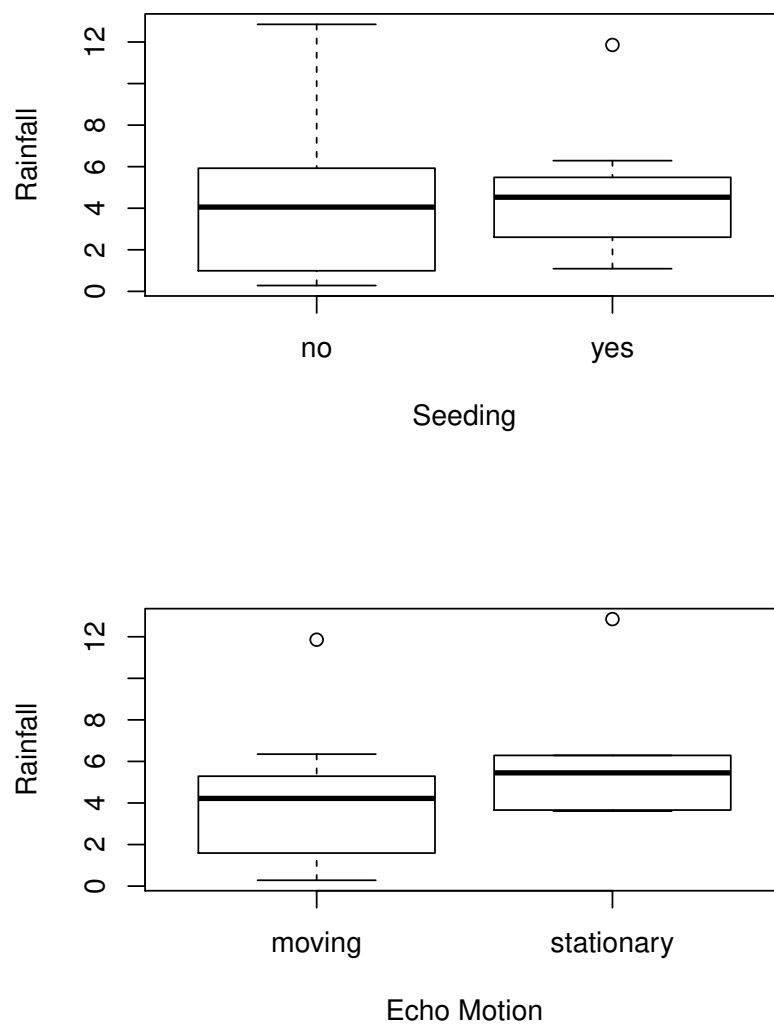 Rainfall
12
8
6
4
2
0
no yes
Seeding
Rainfall
12
8
6
4
2
0
moving stationary
Echo Motion